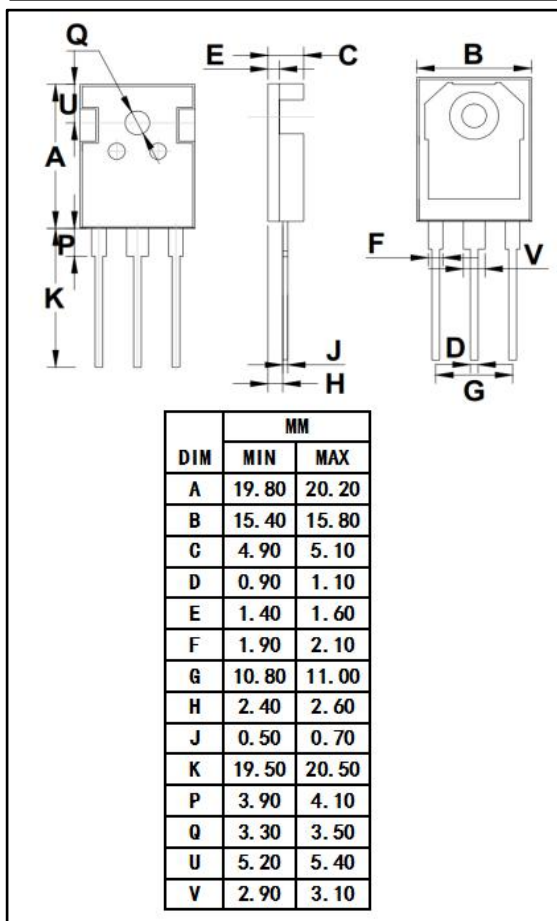 Q
E
C
B
U
A
P
K
F
V
J
H
D
G
DIM MM
MIN MAX
A 19.80 20.20
B 15.40 15.80
C 4.90 5.10
D 0.90 1.10
E 1.40 1.60
F 1.90 2.10
G 10.80 11.00
H 2.40 2.60
J 0.50 0.70
K 19.50 20.50
P 3.90 4.10
Q 3.30 3.50
U 5.20 5.40
V 2.90 3.10